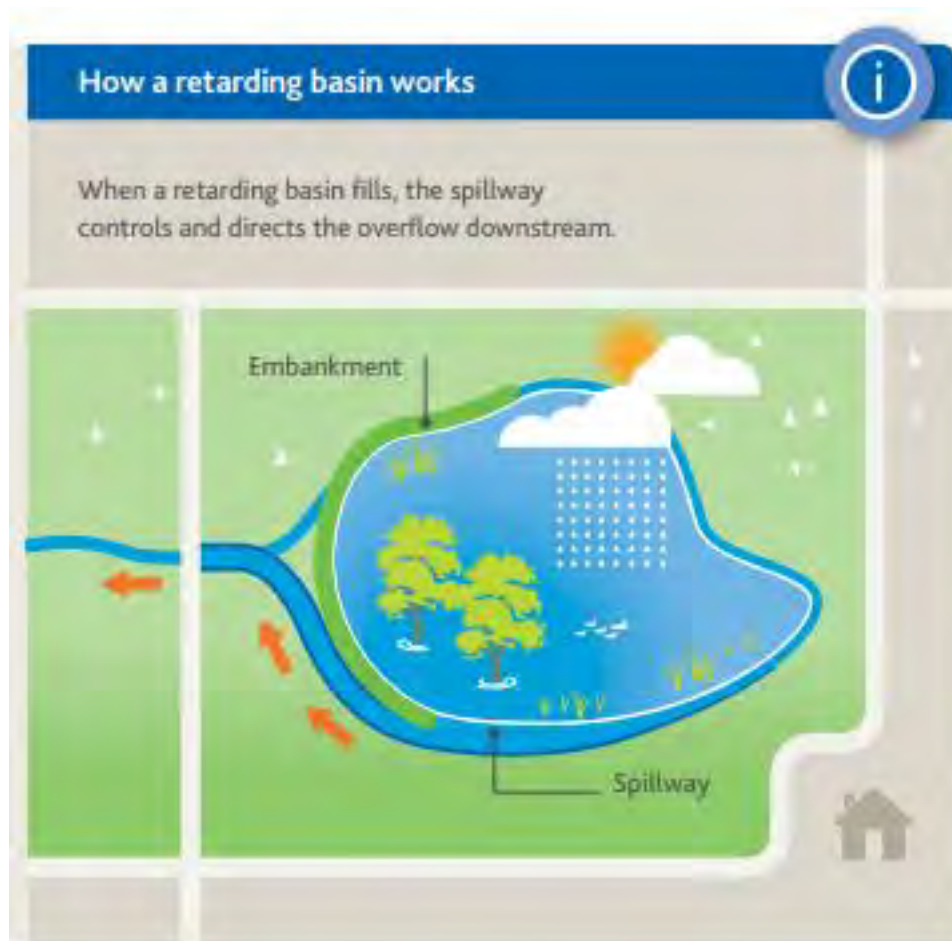 How a retarding basin works
i
When a retarding basin fills, the spillway
controls and directs the overflow downstream.
Embankment
Spillway